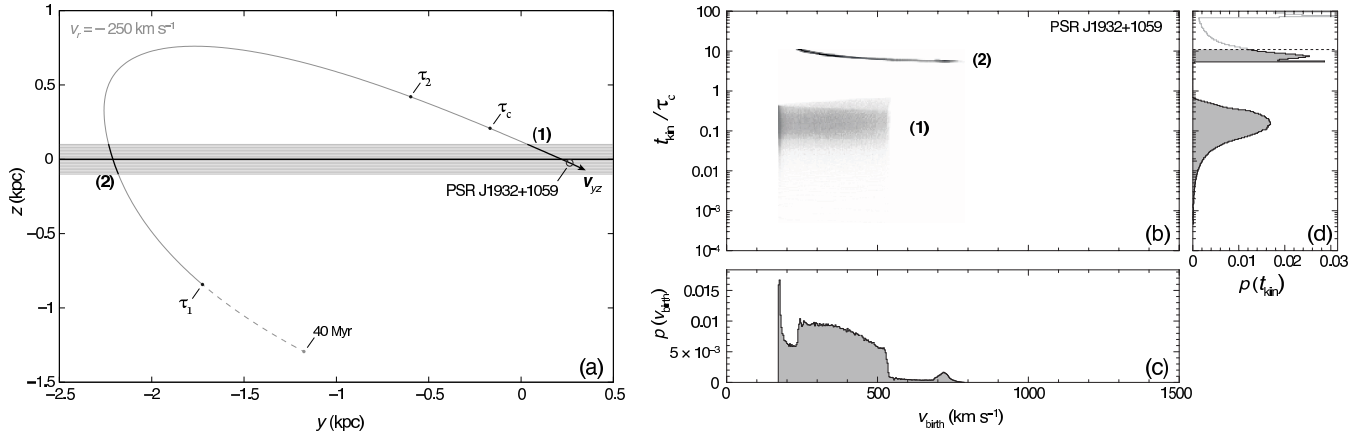 v_r = −250 km s⁻¹
1
0.5
0
−0.5
−1
−1.5
z (kpc)
−2.5
−2
−1.5
−1
−0.5
0
0.5
y (kpc)
τ₂
τ_c
(1)
(2)
PSR J1932+1059
v_yz
τ₁
40 Myr
(a)
100
10
1
0.1
0.01
10⁻³
10⁻⁴
t_kin / τ_c
PSR J1932+1059
(2)
(1)
(b)
0
0.01
0.02
0.03
p (t_kin)
(d)
0.015
0.01
5 × 10⁻³
0
p (v_birth)
(c)
0
500
1000
1500
v_birth (km s⁻¹)